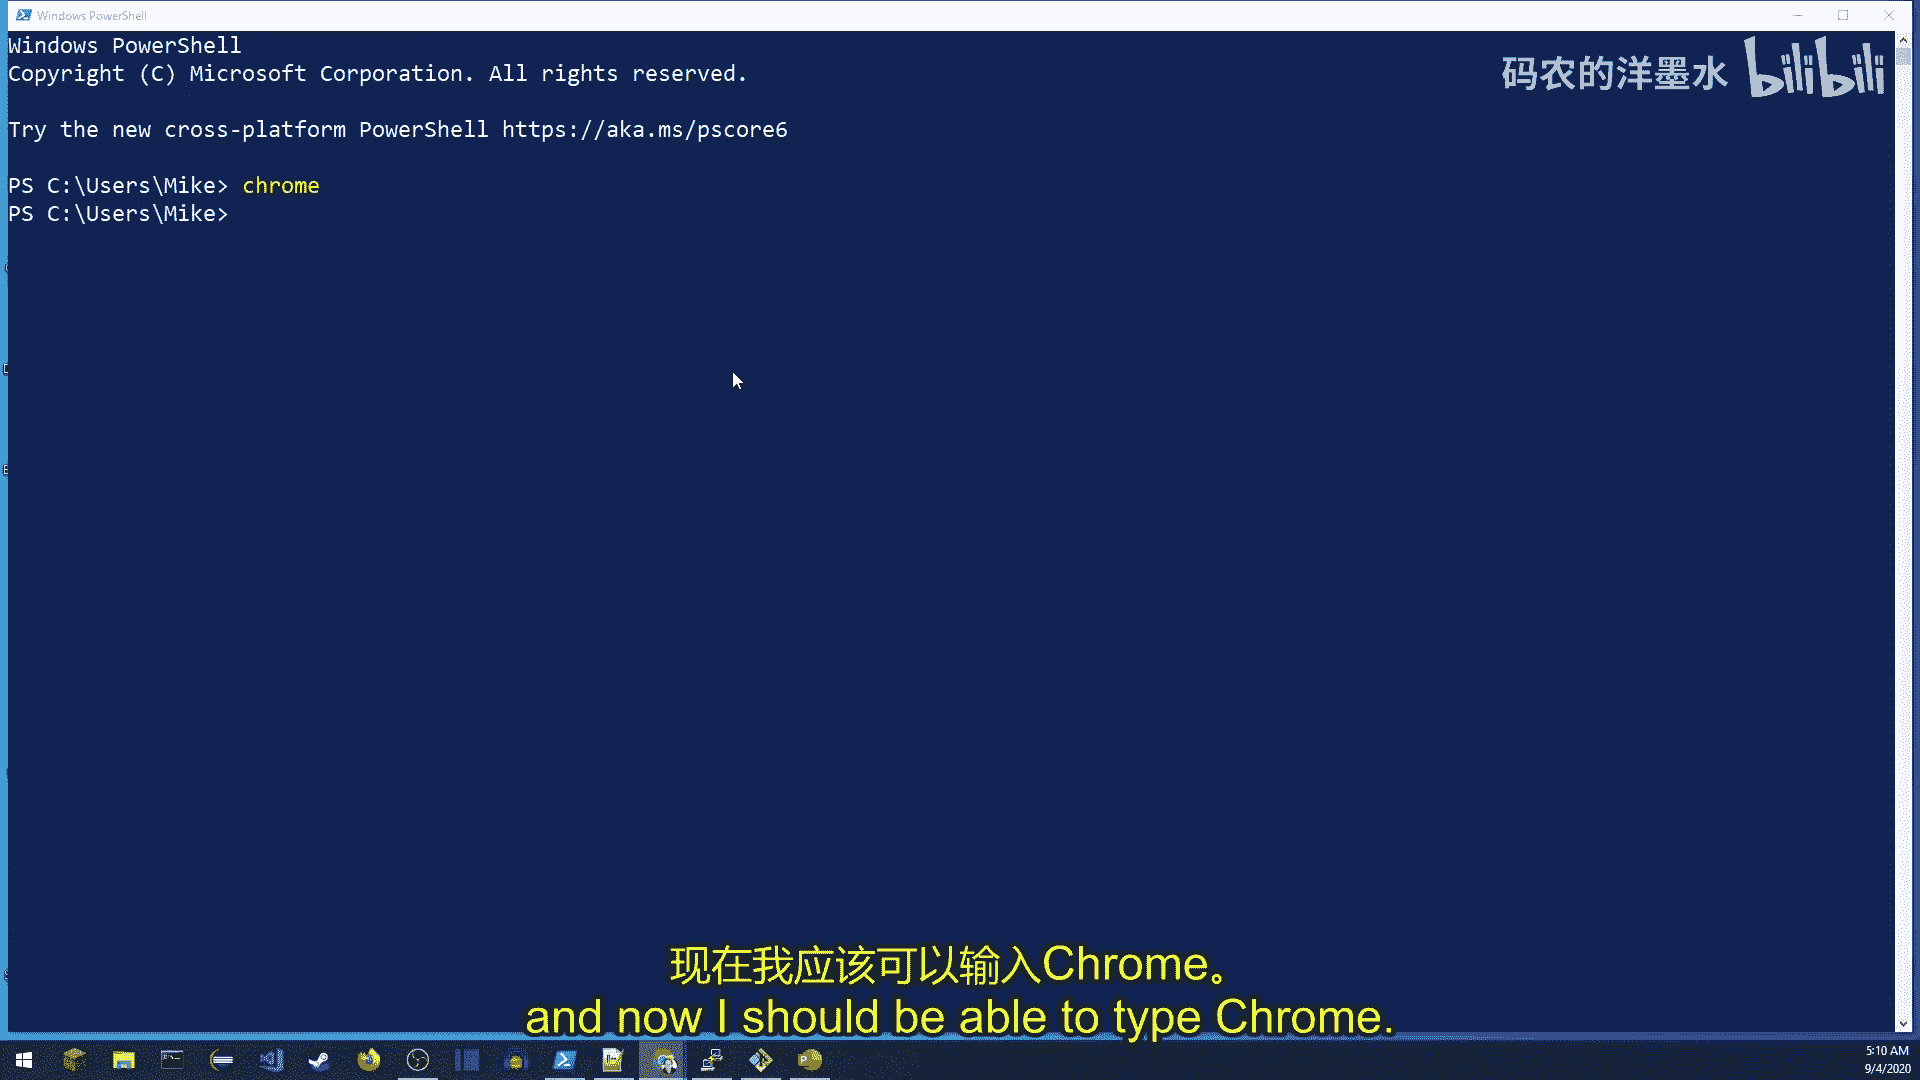 Windows PowerShell
Windows PowerShell
Copyright (C) Microsoft Corporation. All rights reserved.
码农的洋墨水 bilibili
Try the new cross-platform PowerShell https://aka.ms/pscore6
PS C:\Users\Mike> chrome
PS C:\Users\Mike>
现在我应该可以输入Chrome。
and now I should be able to type Chrome.
5:10 AM
9/4/2020